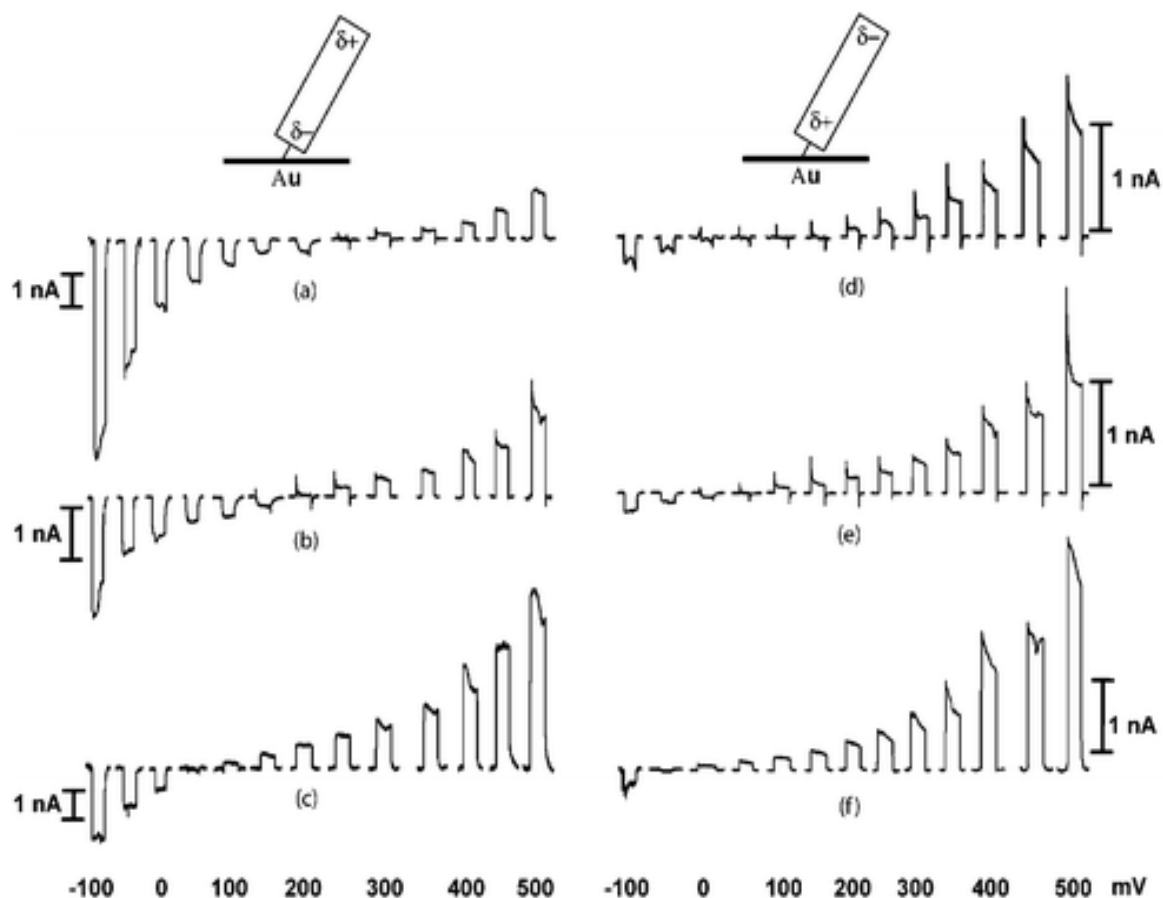 δ+
δ−
Au
1 nA
(a)
1 nA
(b)
1 nA
(c)
-100 0 100 200 300 400 500
δ−
δ+
Au
1 nA
(d)
1 nA
(e)
1 nA
(f)
-100 0 100 200 300 400 500 mV